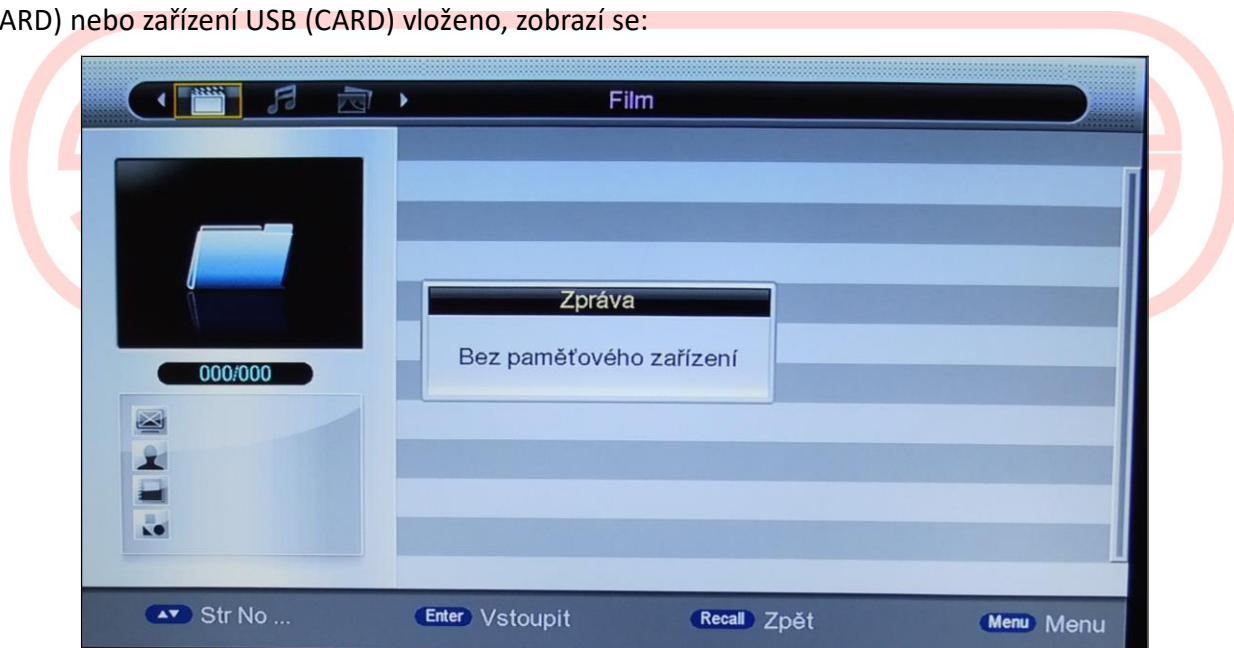 ARD) nebo zařízení USB (CARD) vloženo, zobrazí se:
Film
Zpráva
Bez paměťového zařízení
000/000
Str No ...
Enter Vstoupit
Recall Zpět
Menu Menu